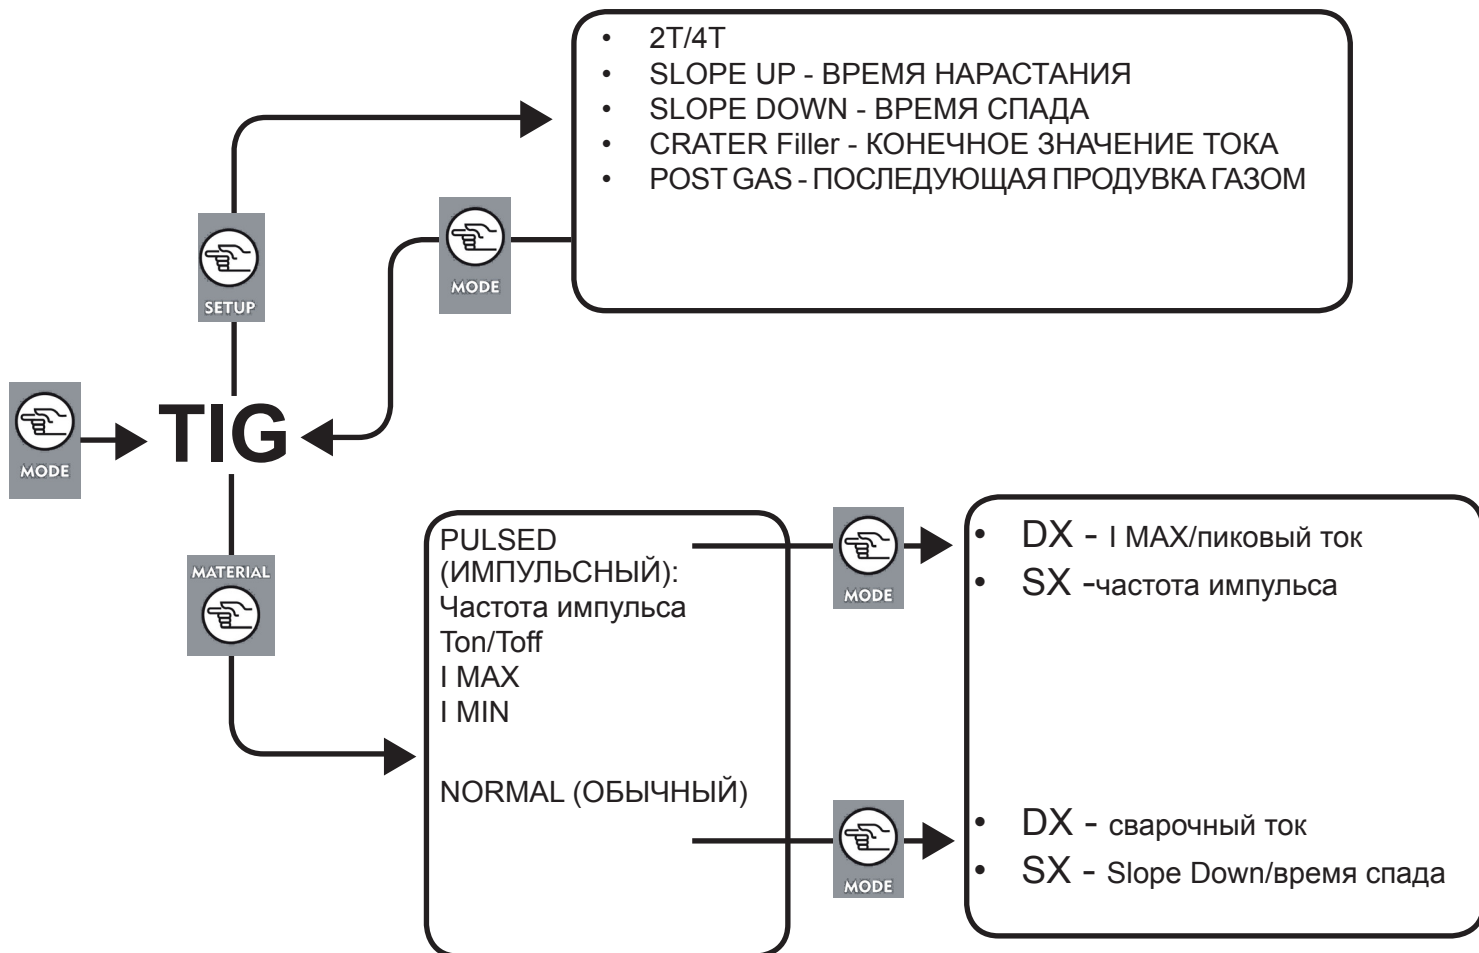 • 2T/4T
• SLOPE UP - ВРЕМЯ НАРАСТАНИЯ
• SLOPE DOWN - ВРЕМЯ СПАДА
• CRATER Filler - КОНЕЧНОЕ ЗНАЧЕНИЕ ТОКА
• POST GAS - ПОСЛЕДУЮЩАЯ ПРОДУВКА ГАЗОМ
SETUP
MODE
MODE
TIG
MATERIAL
PULSED
(ИМПУЛЬСНЫЙ):
Частота импульса
Ton/Toff
I MAX
I MIN
NORMAL (ОБЫЧНЫЙ)
MODE
• DX - I MAX/пиковый ток
• SX -частота импульса
MODE
• DX - сварочный ток
• SX - Slope Down/время спада